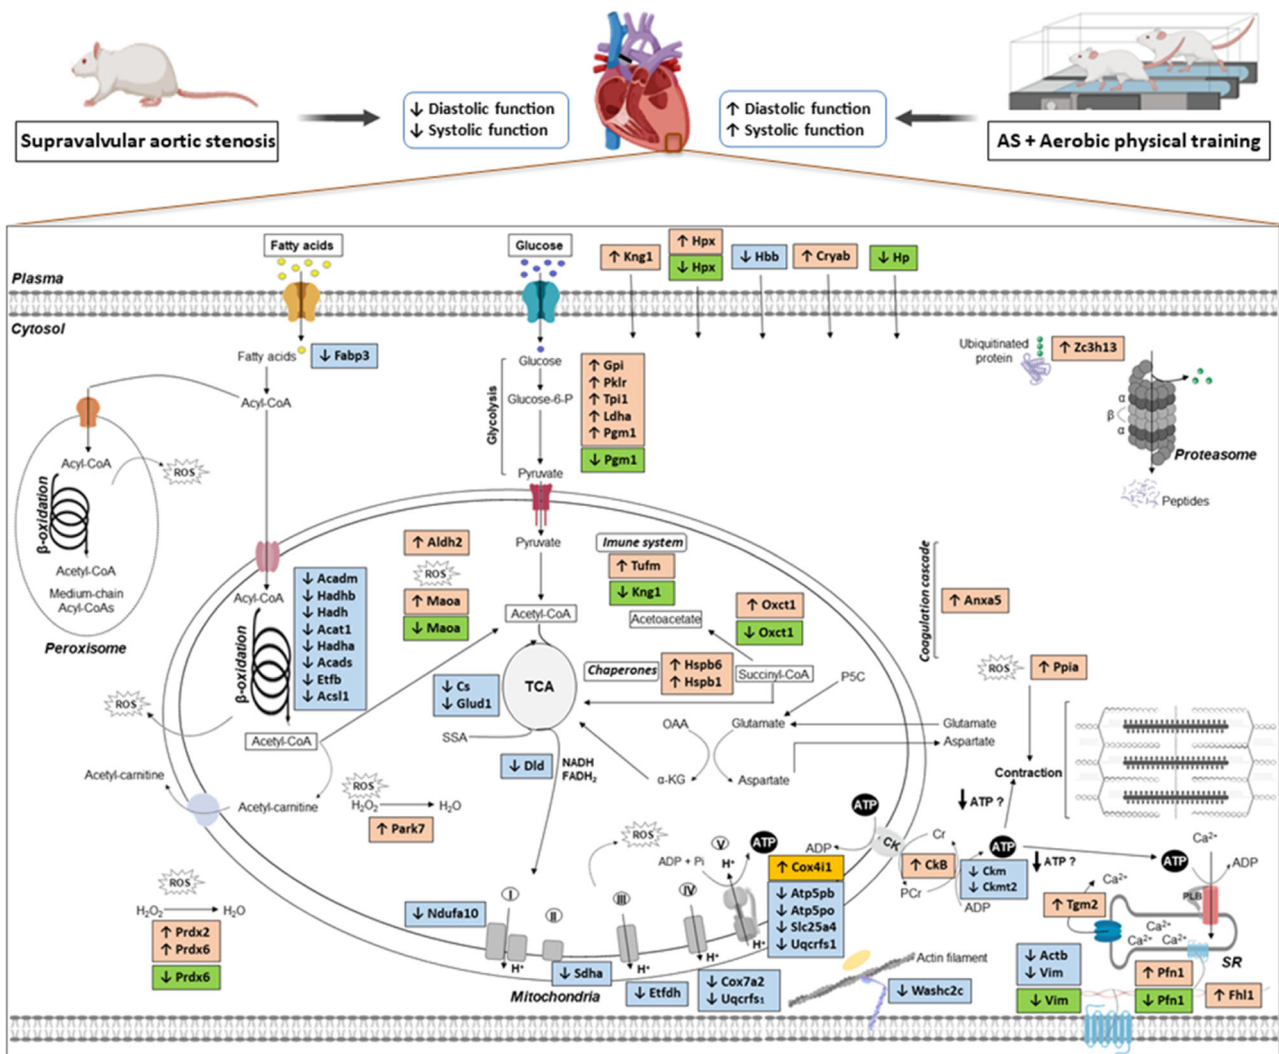 Supravalvular aortic stenosis
↓ Diastolic function
↓ Systolic function
↑ Diastolic function
↑ Systolic function
AS + Aerobic physical training
Fatty acids
Glucose
↑ Kng1
↑ Hpx
↓ Hpx
↓ Hbb
↑ Cryab
↓ Hp
Plasma
Cytosol
Fatty acids
↓ Fabp3
Acyl-CoA
Glucose
Glucose-6-P
Glycolysis
Pyruvate
↑ Gpi
↑ Pklr
↑ Tpi1
↑ Ldha
↑ Pgm1
↓ Pgm1
Ubiquitinated
protein
↑ Zc3h13
α
β
α
Proteasome
Peptides
Acyl-CoA
ROS
β-oxidation
Acetyl-CoA
Medium-chain
Acyl-CoAs
Peroxisome
Acyl-CoA
β-oxidation
↓ Acadm
↓ Hadhb
↓ Hadh
↓ Acat1
↓ Hadha
↓ Acads
↓ Etfb
↓ Acsl1
ROS
Acetyl-CoA
Acetyl-carnitine
Acetyl-carnitine
↑ Aldh2
ROS
↑ Maoa
↓ Maoa
Pyruvate
Acetyl-CoA
TCA
↓ Cs
↓ Glud1
SSA
↓ Dld
NADH
FADH₂
Imune system
↑ Tufm
↓ Kng1
Acetoacetate
↑ Oxct1
↓ Oxct1
Chaperones
↑ Hspb6
↑ Hspb1
Succinyl-CoA
P5C
OAA
Glutamate
α-KG
Aspartate
Glutamate
Aspartate
Coagulation cascade
↑ Anxa5
ROS
↑ Ppia
Contraction
↓ ATP ?
ROS
H₂O₂
H₂O
↑ Park7
ROS
H₂O₂
H₂O
↑ Prdx2
↑ Prdx6
↓ Prdx6
↓ Ndufa10
I
II
III
IV
V
H⁺
H⁺
H⁺
H⁺
H⁺
ROS
ADP + Pi
ATP
↓ Sdha
Mitochondria
↓ Etfdh
↓ Cox7a2
↓ Uqcrfs₁
↑ Cox4i1
↓ Atp5pb
↓ Atp5po
↓ Slc25a4
↓ Uqcrfs1
ATP
ADP
CK
Cr
PCr
↑ CkB
ATP
↓ Ckm
↓ Ckmt2
ADP
↓ ATP ?
ATP
Ca²⁺
ADP
PLB
Ca²⁺
↑ Tgm2
Ca²⁺
Ca²⁺
Ca²⁺
SR
Actin filament
↓ Washc2c
↓ Actb
↓ Vim
↓ Vim
↑ Pfn1
↓ Pfn1
↑ Fhl1